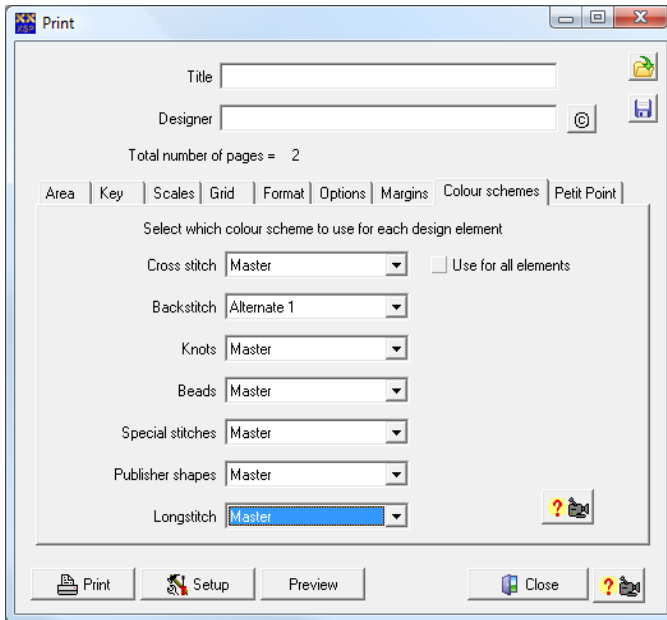 XX
XSP
Print
Title
Designer
©
Total number of pages = 2
Area Key Scales Grid Format Options Margins Colour schemes Petit Point
Select which colour scheme to use for each design element
Cross stitch Master Use for all elements
Backstitch Alternate 1
Knots Master
Beads Master
Special stitches Master
Publisher shapes Master
Longstitch Master
?
Print Setup Preview Close ?